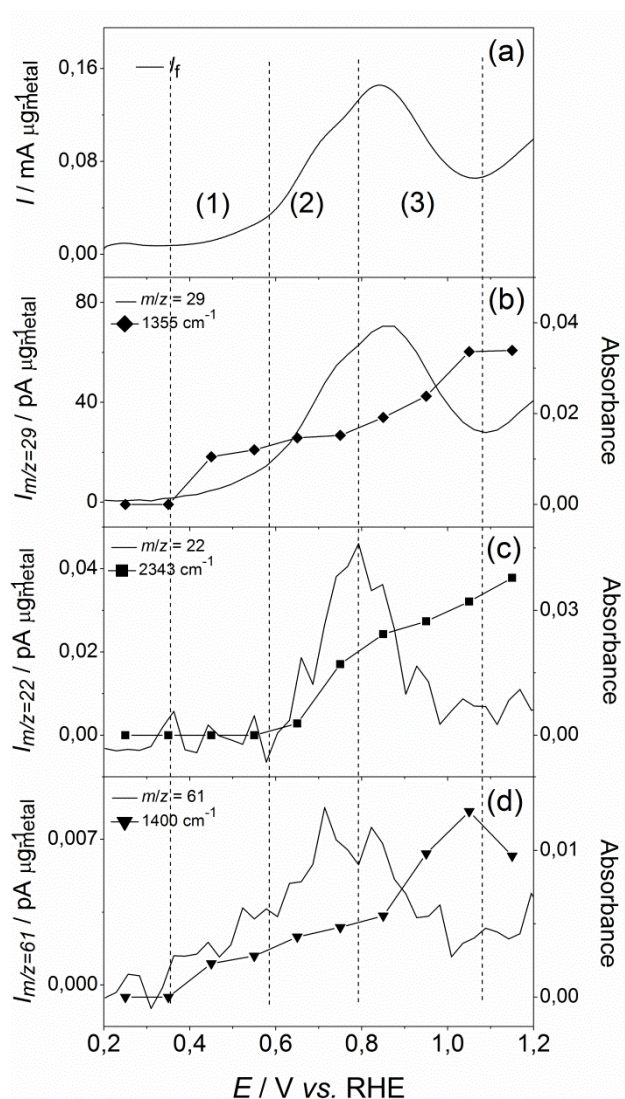 (a)
I_f
0,16
0,08
0,00
I / mA μg⁻¹metal
(1)
(2)
(3)
(b)
m/z = 29
1355 cm⁻¹
80
40
0
I_{m/z=29} / pA μg⁻¹metal
0,04
0,02
0,00
Absorbance
(c)
m/z = 22
2343 cm⁻¹
0,04
0,02
0,00
I_{m/z=22} / pA μg⁻¹metal
0,03
0,00
Absorbance
(d)
m/z = 61
1400 cm⁻¹
0,007
0,000
I_{m/z=61} / pA μg⁻¹metal
0,01
0,00
Absorbance
0,2 0,4 0,6 0,8 1,0 1,2
E / V vs. RHE